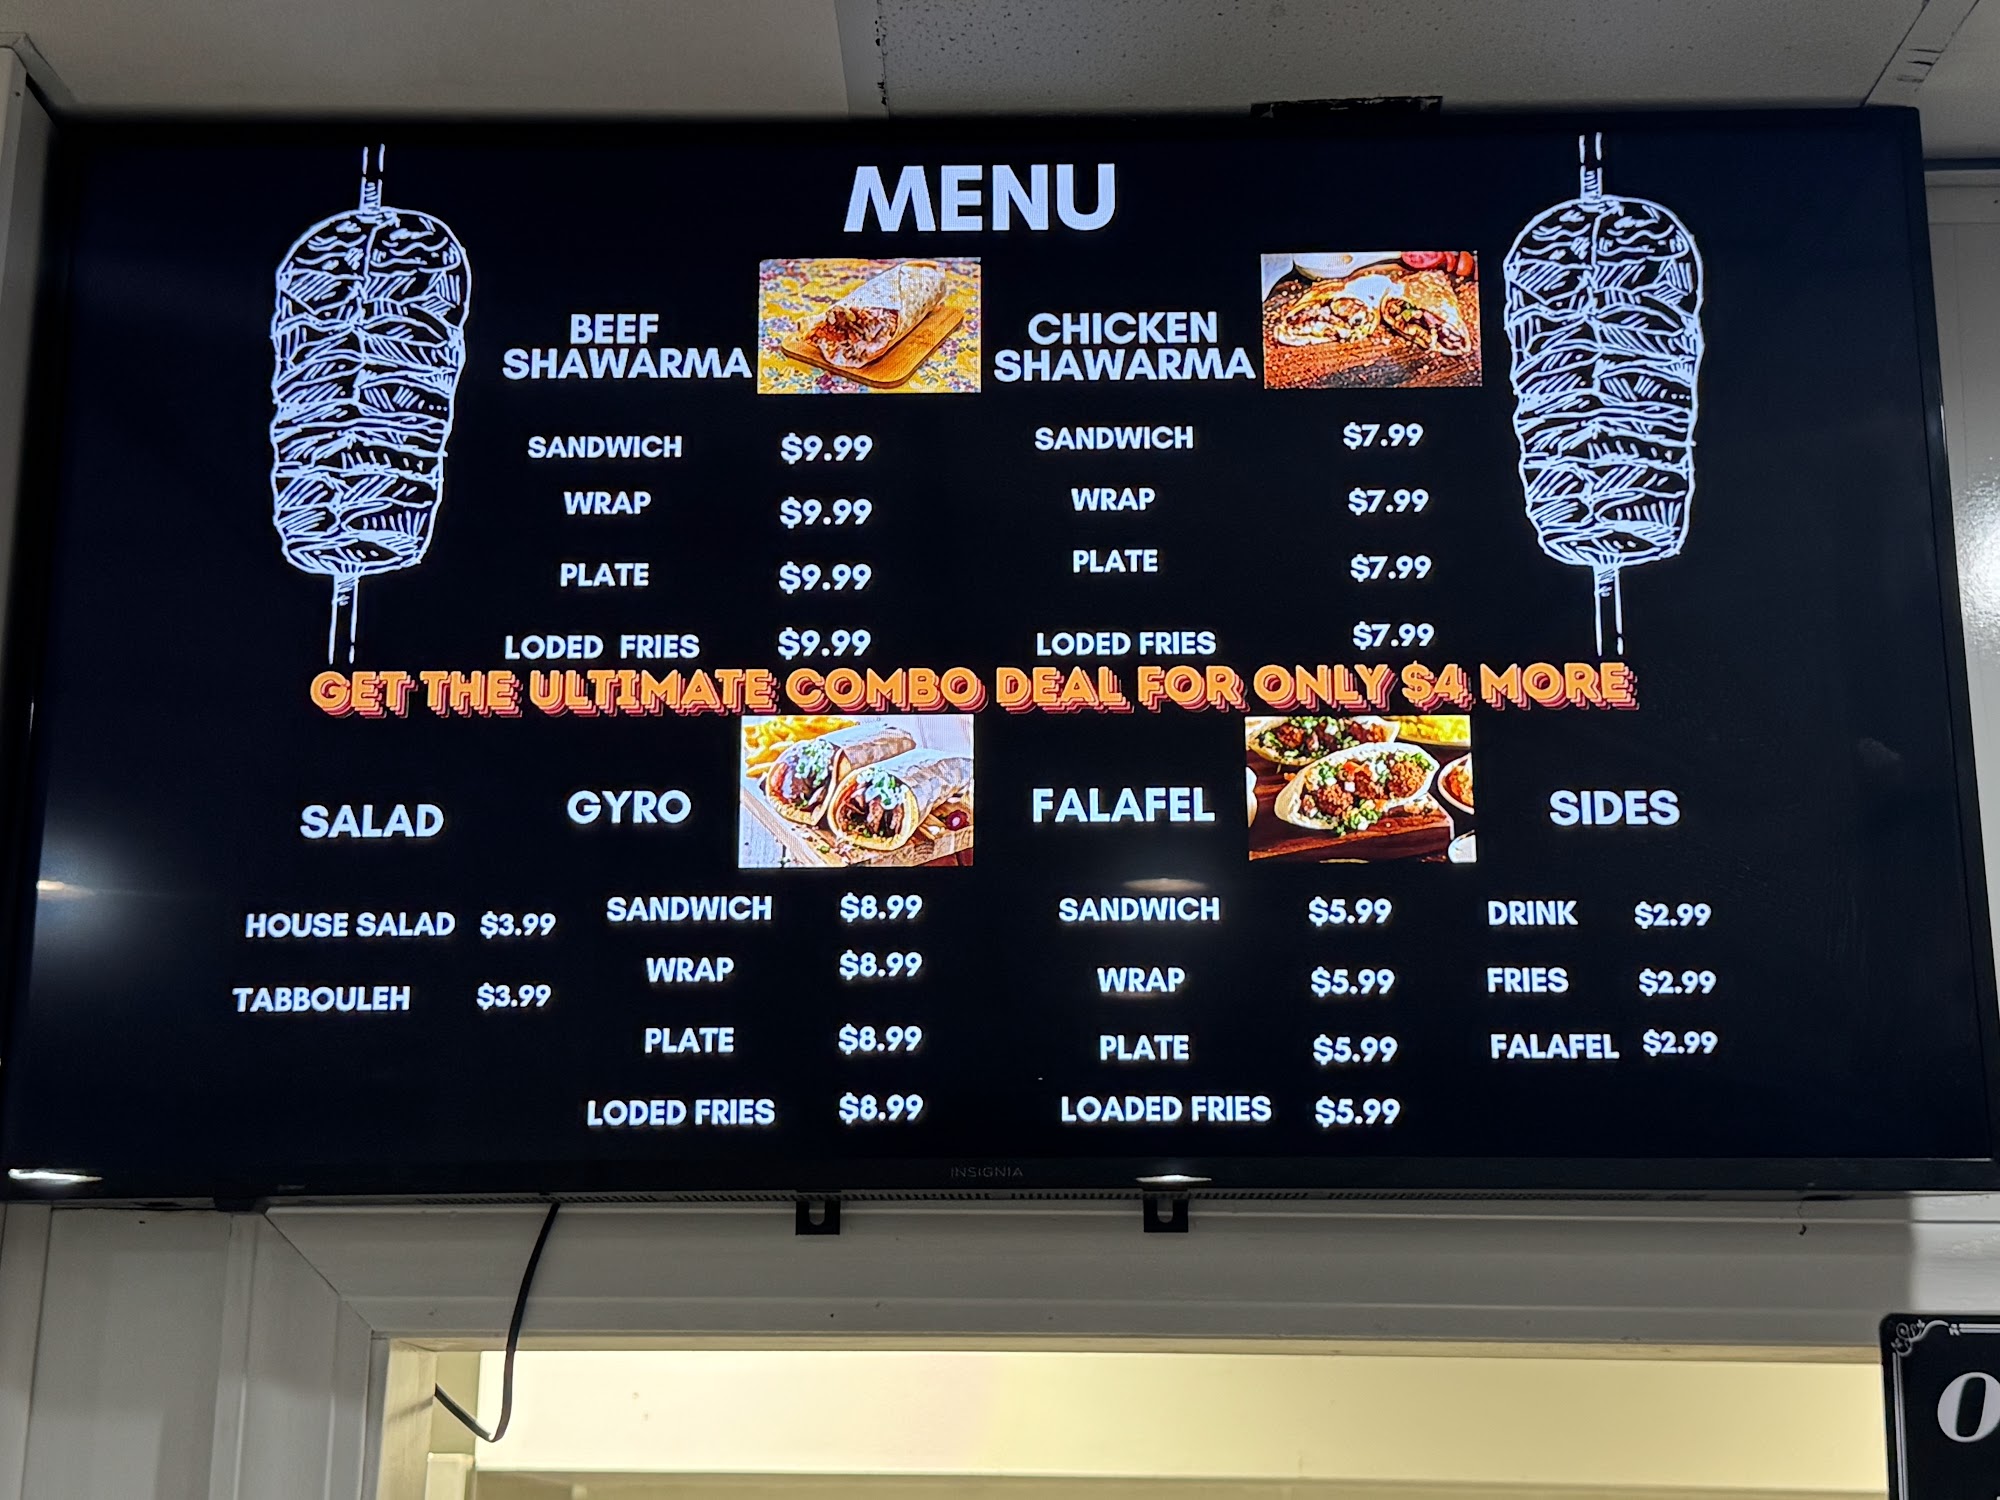 MENU
BEEF
SHAWARMA
SANDWICH $9.99
WRAP $9.99
PLATE $9.99
LODED FRIES $9.99
CHICKEN
SHAWARMA
SANDWICH $7.99
WRAP $7.99
PLATE $7.99
LODED FRIES $7.99
GET THE ULTIMATE COMBO DEAL FOR ONLY $4 MORE
SALAD
HOUSE SALAD $3.99
TABBOULEH $3.99
GYRO
SANDWICH $8.99
WRAP $8.99
PLATE $8.99
LODED FRIES $8.99
FALAFEL
SANDWICH $5.99
WRAP $5.99
PLATE $5.99
LOADED FRIES $5.99
SIDES
DRINK $2.99
FRIES $2.99
FALAFEL $2.99
INSIGNIA